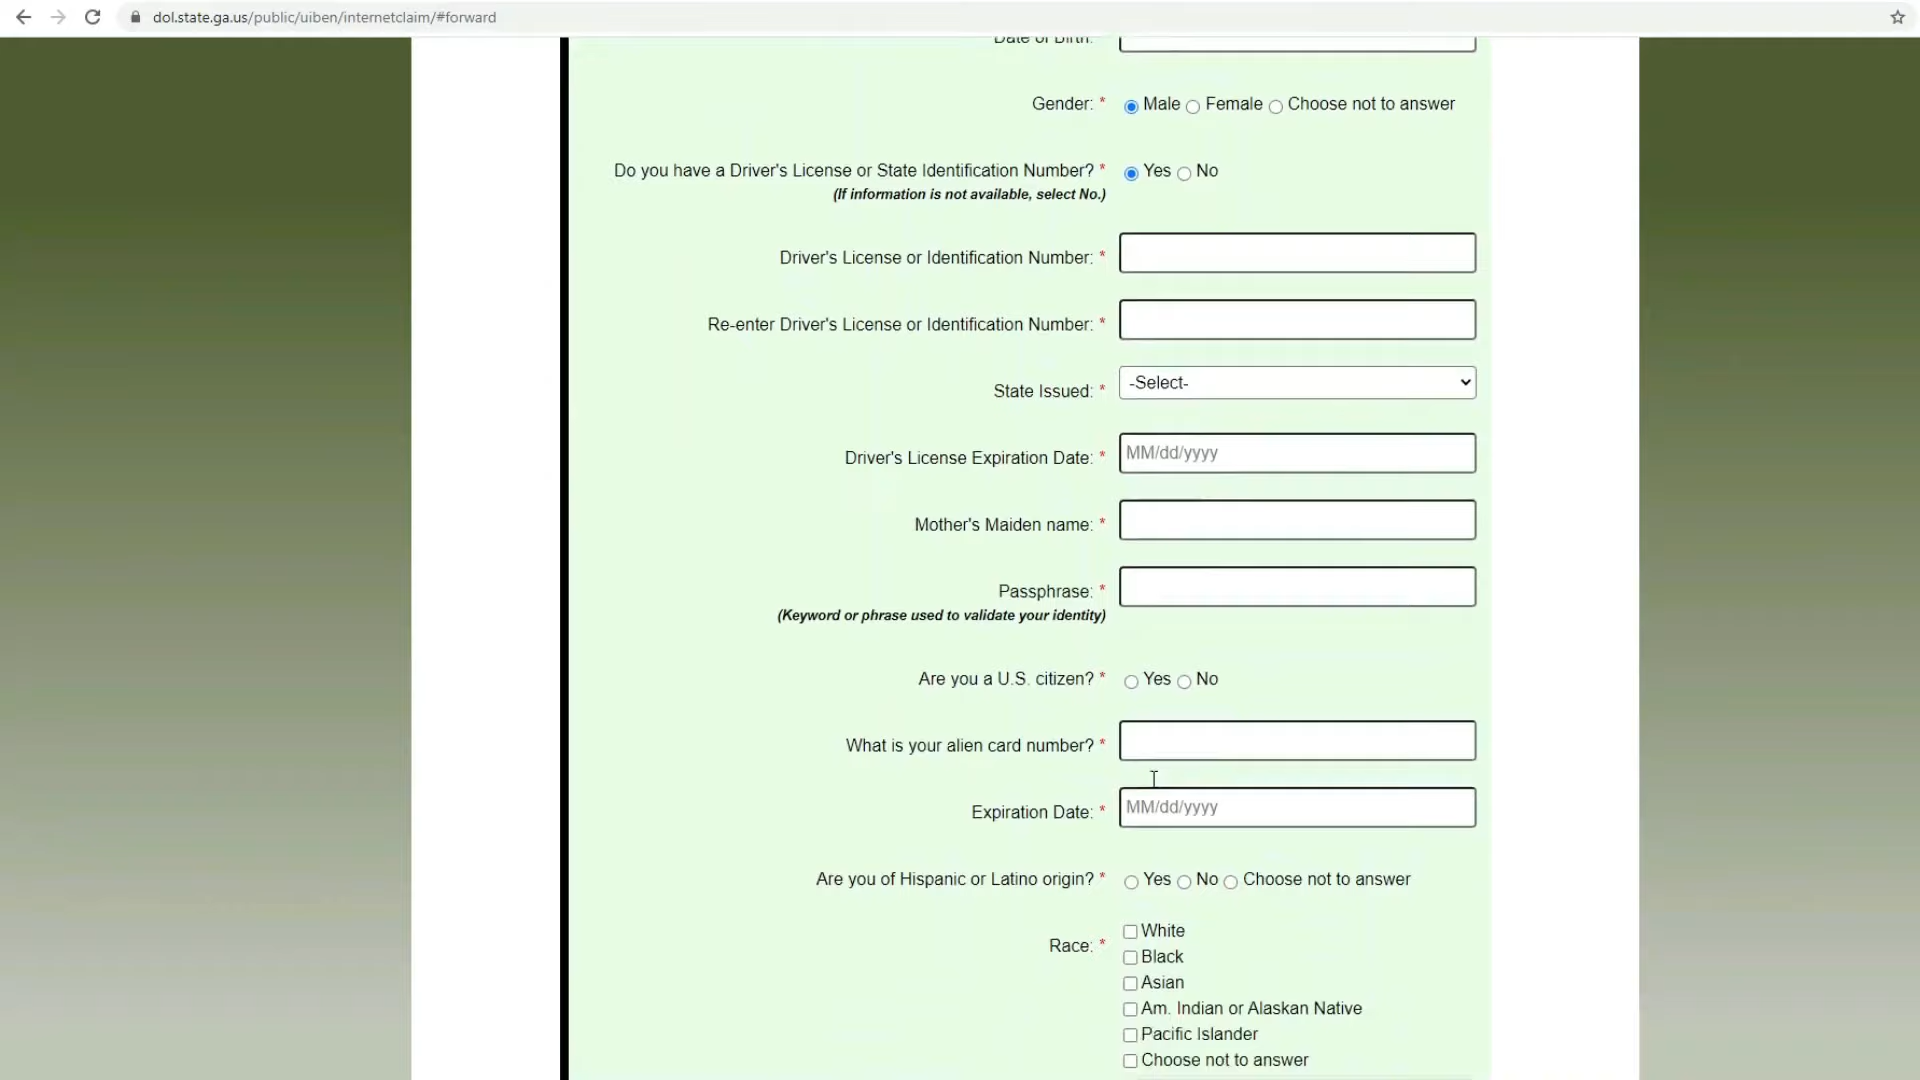 dol.state.ga.us/public/uiben/internetclaim/#forward
Date of Birth:
Gender: * Male Female Choose not to answer
Do you have a Driver's License or State Identification Number? * Yes No
(If information is not available, select No.)
Driver's License or Identification Number: *
Re-enter Driver's License or Identification Number: *
State Issued: * -Select-
Driver's License Expiration Date: * MM/dd/yyyy
Mother's Maiden name: *
Passphrase: *
(Keyword or phrase used to validate your identity)
Are you a U.S. citizen? * Yes No
What is your alien card number? *
Expiration Date: * MM/dd/yyyy
Are you of Hispanic or Latino origin? * Yes No Choose not to answer
White
Race: *
Black
Asian
Am. Indian or Alaskan Native
Pacific Islander
Choose not to answer